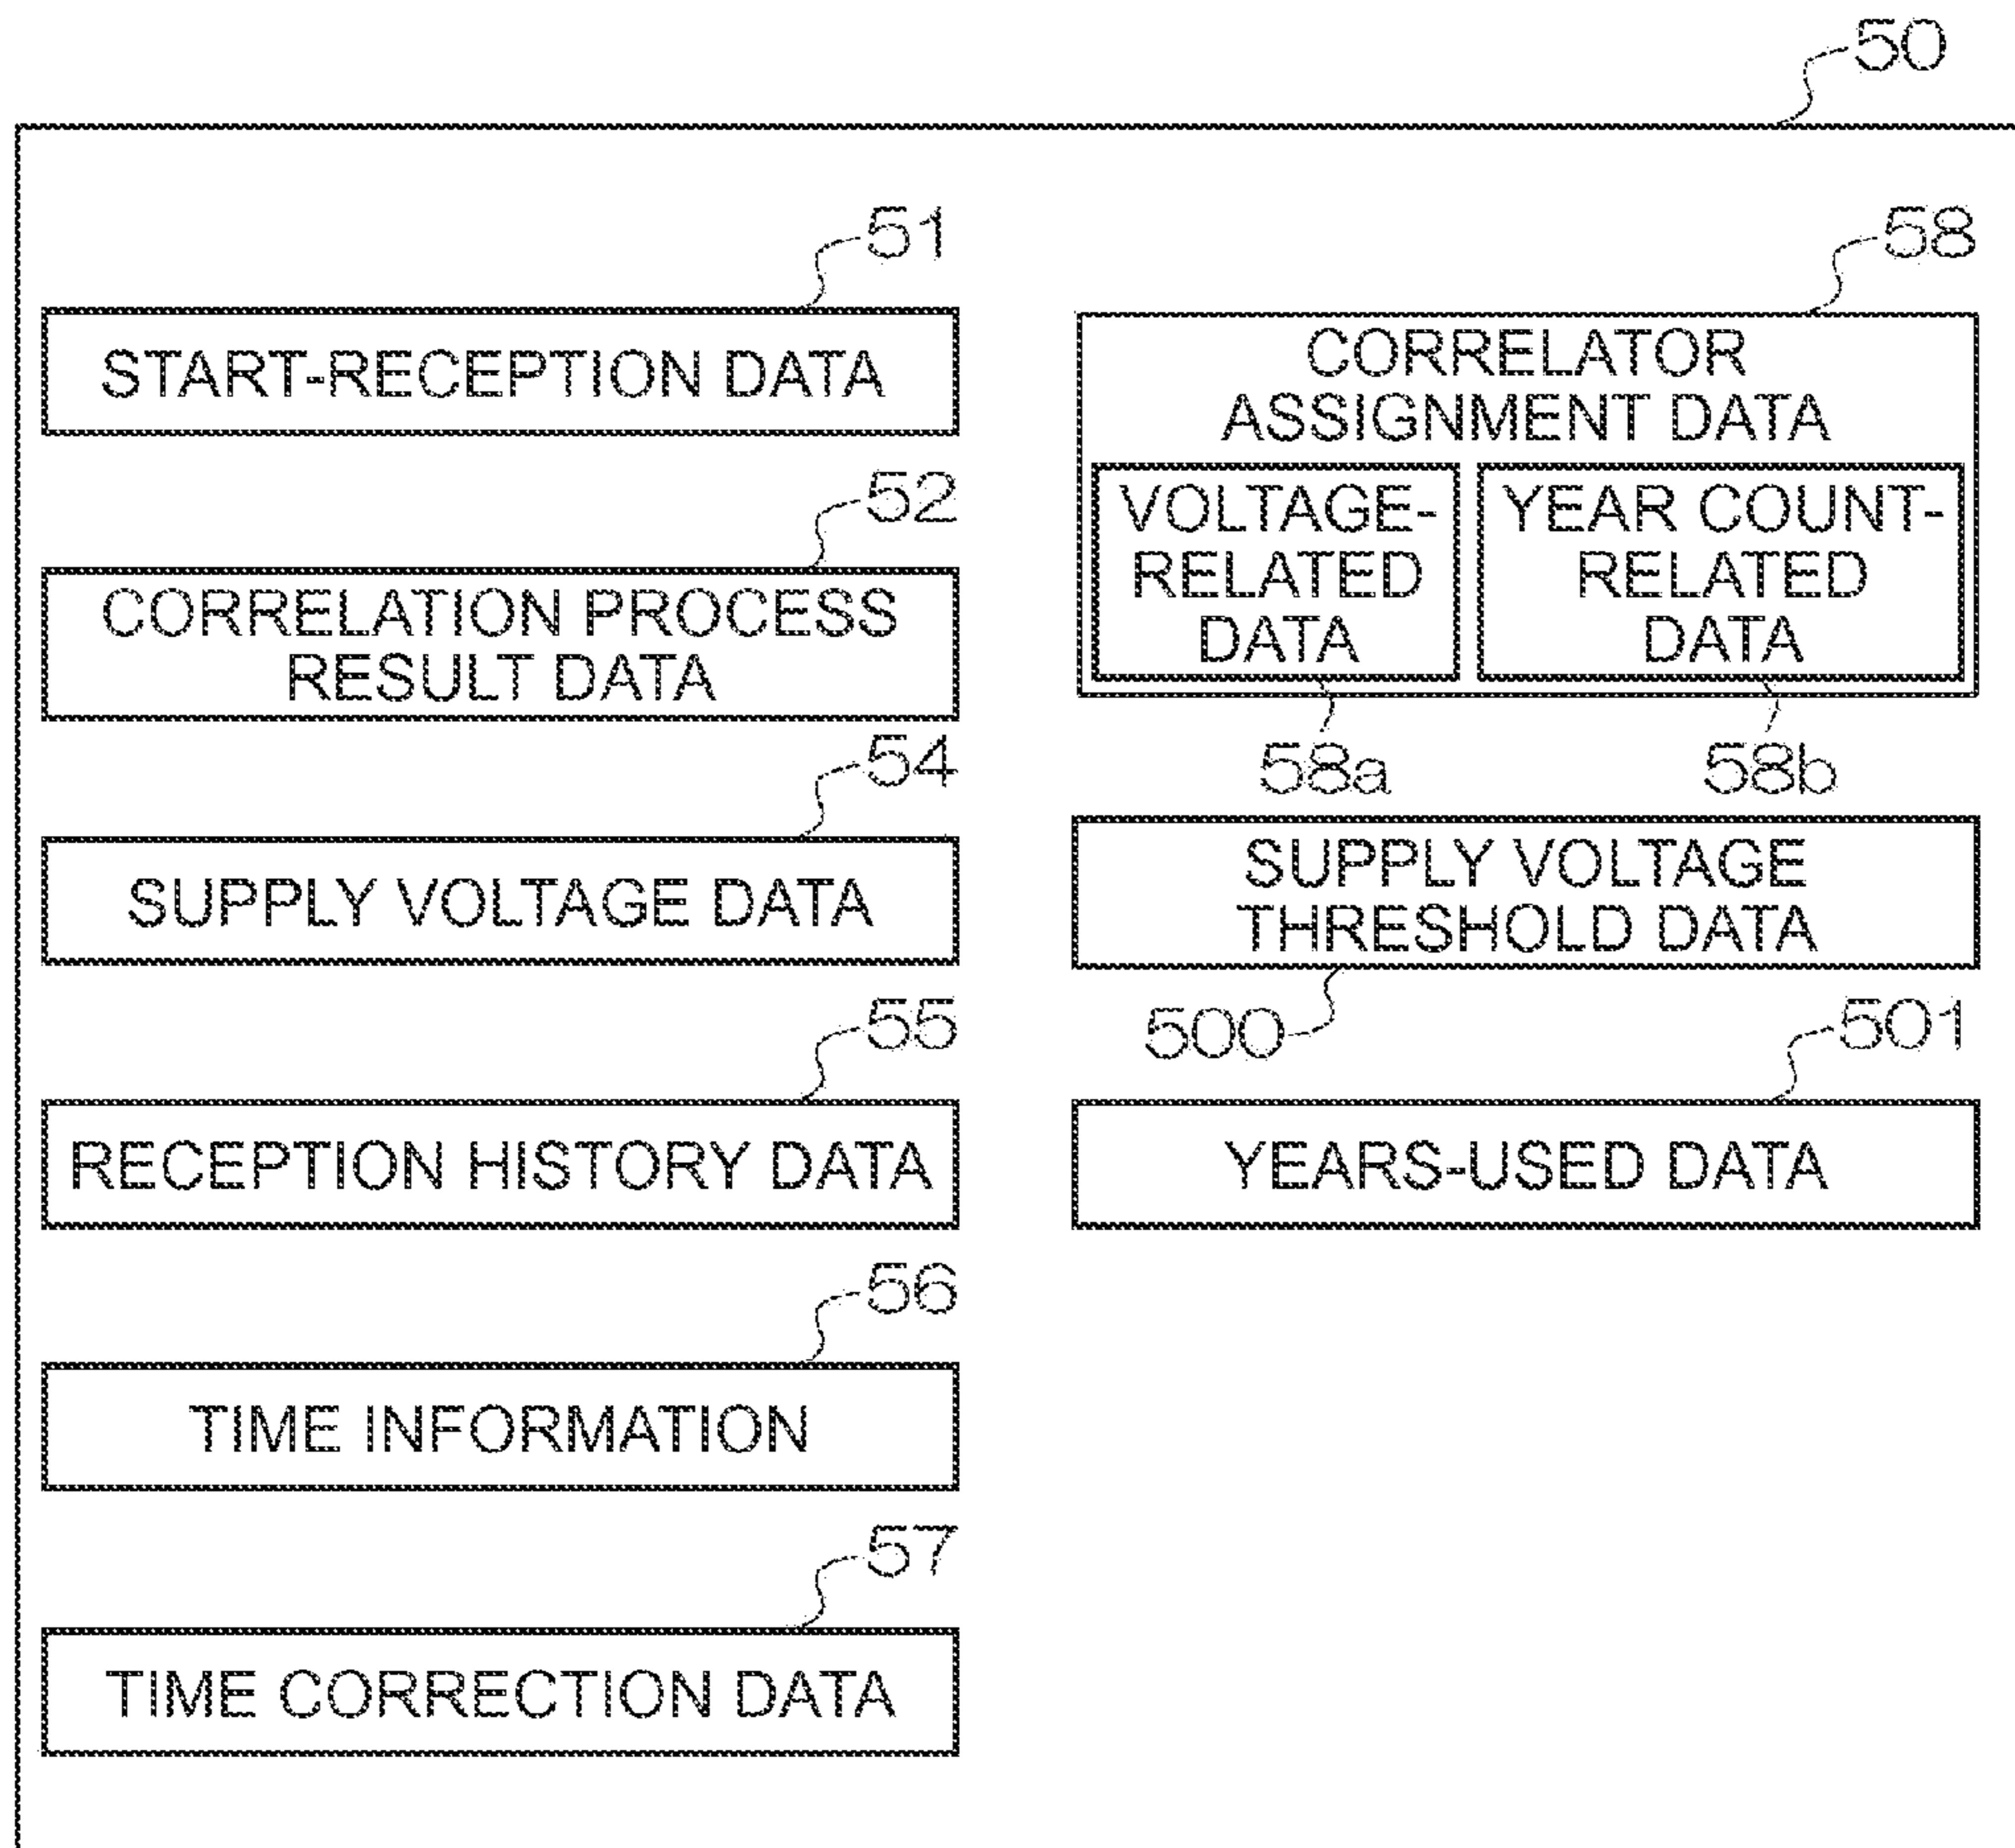 50
51
START-RECEPTION DATA
52
CORRELATION PROCESS
RESULT DATA
54
SUPPLY VOLTAGE DATA
55
RECEPTION HISTORY DATA
56
TIME INFORMATION
57
TIME CORRECTION DATA
58
CORRELATOR
ASSIGNMENT DATA
VOLTAGE-
RELATED
DATA
58a
YEAR COUNT-
RELATED
DATA
58b
SUPPLY VOLTAGE
THRESHOLD DATA
500
501
YEARS-USED DATA